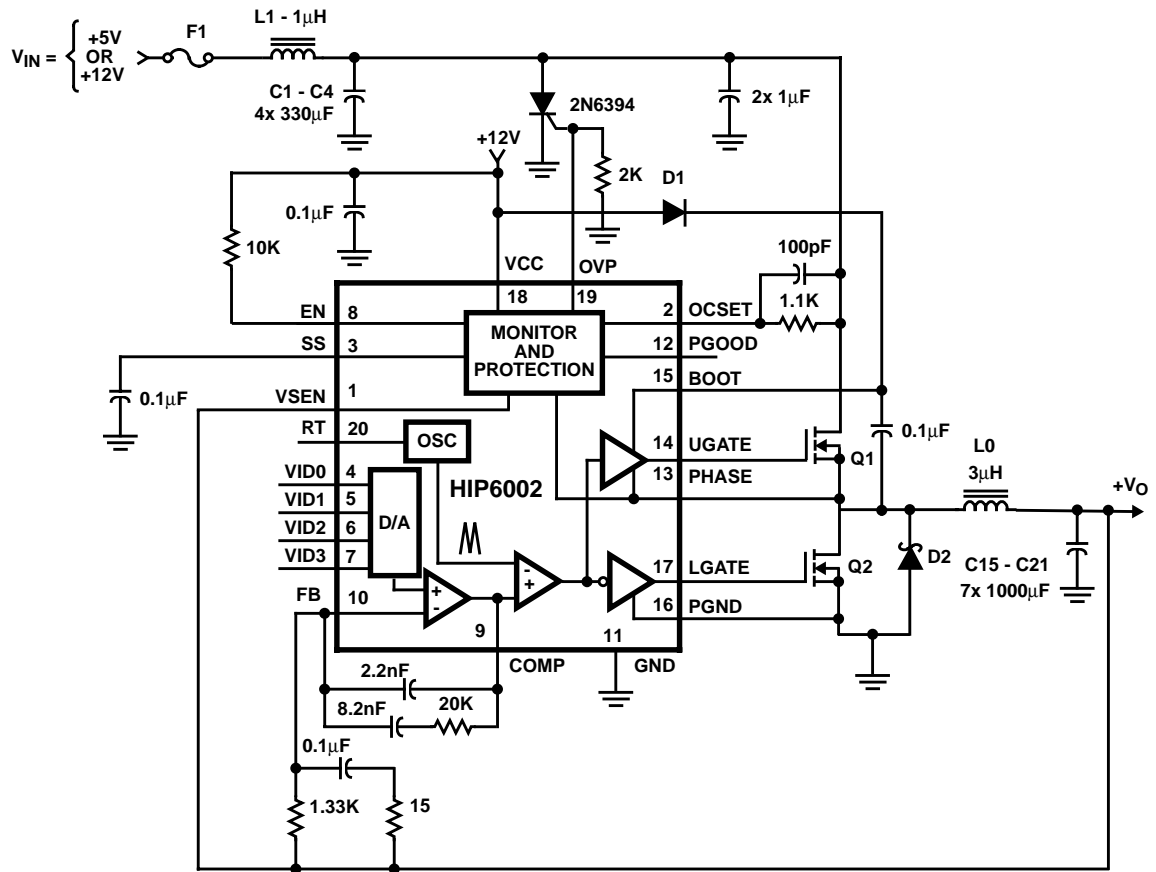 L1 - 1μH
F1
VIN =
+5V
OR
+12V
C1 - C4
4x 330μF
2N6394
2x 1μF
+12V
2K
D1
0.1μF
10K
100pF
VCC
OVP
18
19
1.1K
EN
8
2
OCSET
MONITOR
AND
PROTECTION
SS
3
12
PGOOD
15
BOOT
0.1μF
VSEN
1
RT
20
OSC
14
UGATE
0.1μF
Q1
L0
3μH
13
PHASE
+VO
VID0
4
HIP6002
VID1
5
D/A
VID2
6
VID3
7
17
LGATE
Q2
D2
C15 - C21
7x 1000μF
+
-
-
+
FB
10
16
PGND
9
11
COMP
GND
2.2nF
8.2nF
20K
0.1μF
1.33K
15